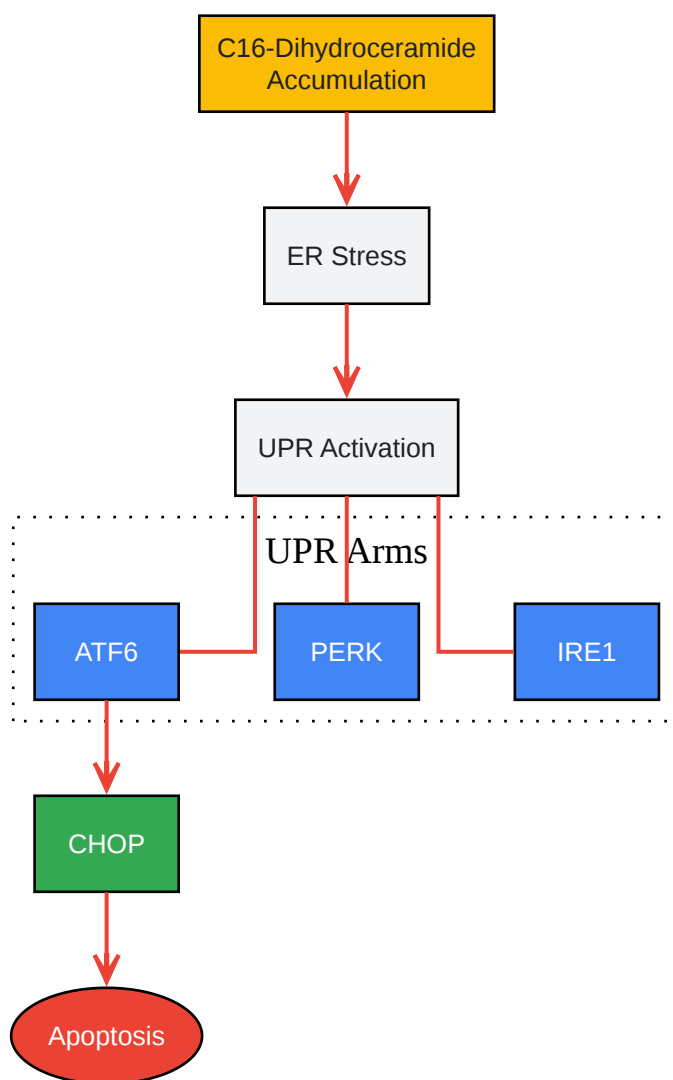 C16-Dihydroceramide
Accumulation
ER Stress
UPR Activation
UPR Arms
ATF6
PERK
IRE1
CHOP
Apoptosis